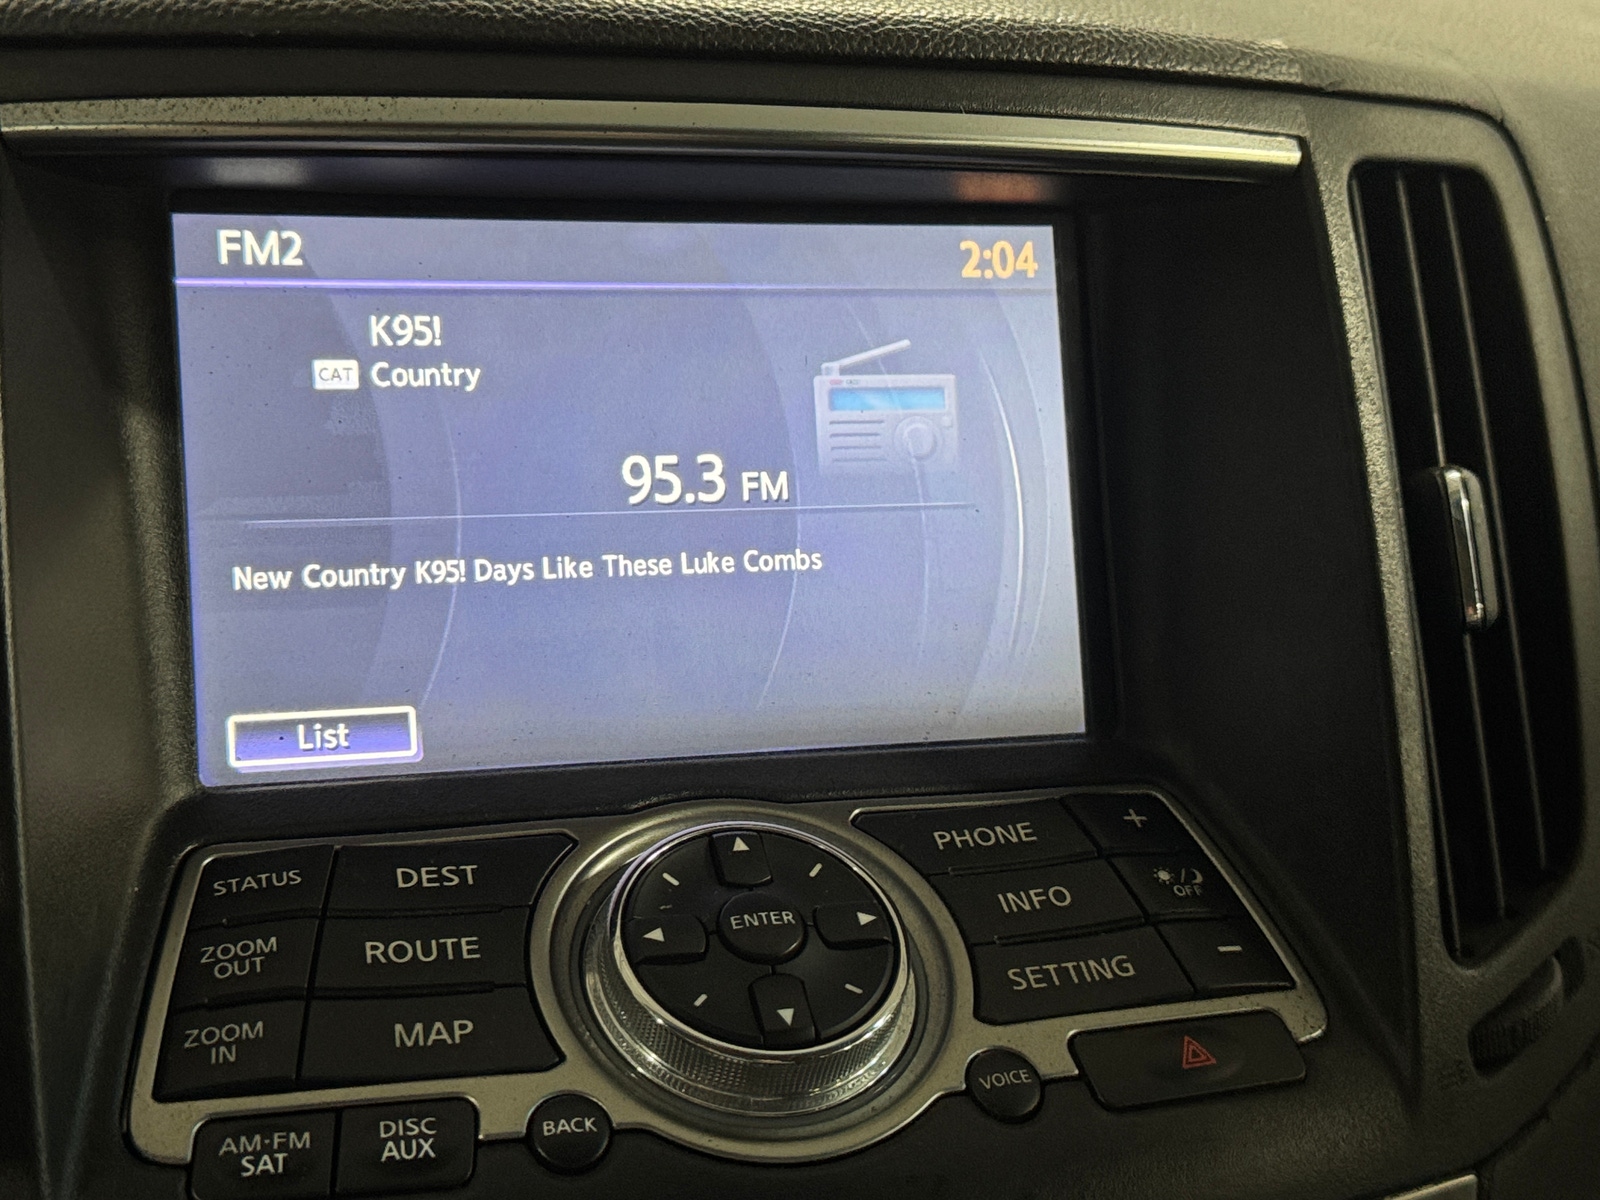 FM2
2:04
K95!
CAT Country
95.3 FM
New Country K95! Days Like These Luke Combs
List
STATUS
DEST
ZOOM
OUT
ROUTE
ZOOM
IN
MAP
ENTER
PHONE
+
INFO
OFF
SETTING
−
AM·FM
SAT
DISC
AUX
BACK
VOICE